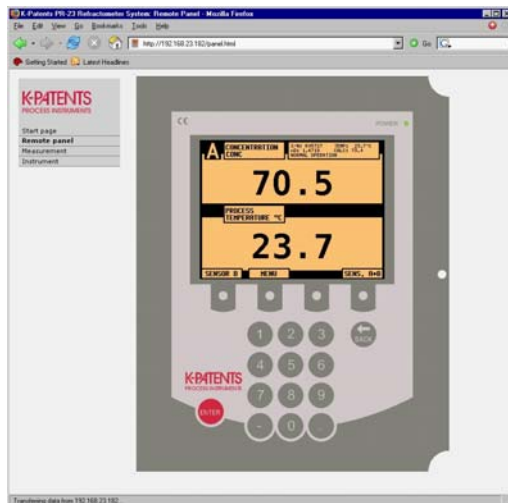 K-Patents PR-23 Refractometer System: Remote Panel - Mozilla Firefox
File Edit View Go Bookmarks Tools Help
http://192.168.23.192/panel.html
Go
Getting Started Latest Headlines
K-PATENTS
PROCESS INSTRUMENTS
Start page
Remote panel
Measurement
Instrument
CE
POWER
A CONCENTRATION
CONC
NORMAL OPERATION
70.5
PROCESS
TEMPERATURE °C
23.7
SENSOR B MENU SENS. A+B
1 2 3 BACK
4 5 6
K-PATENTS
PROCESS INSTRUMENTS
7 8 9
ENTER
- 0 .
Transferring data from 192.168.23.192...